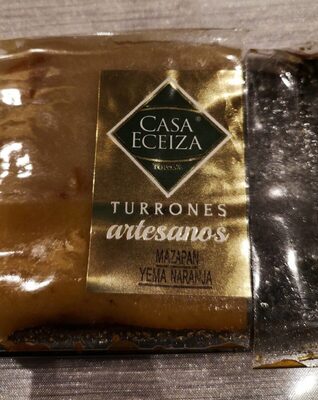 CASA
ECEIZA
TURRONES
artesanos
MAZAPAN
YEMA NARANJA